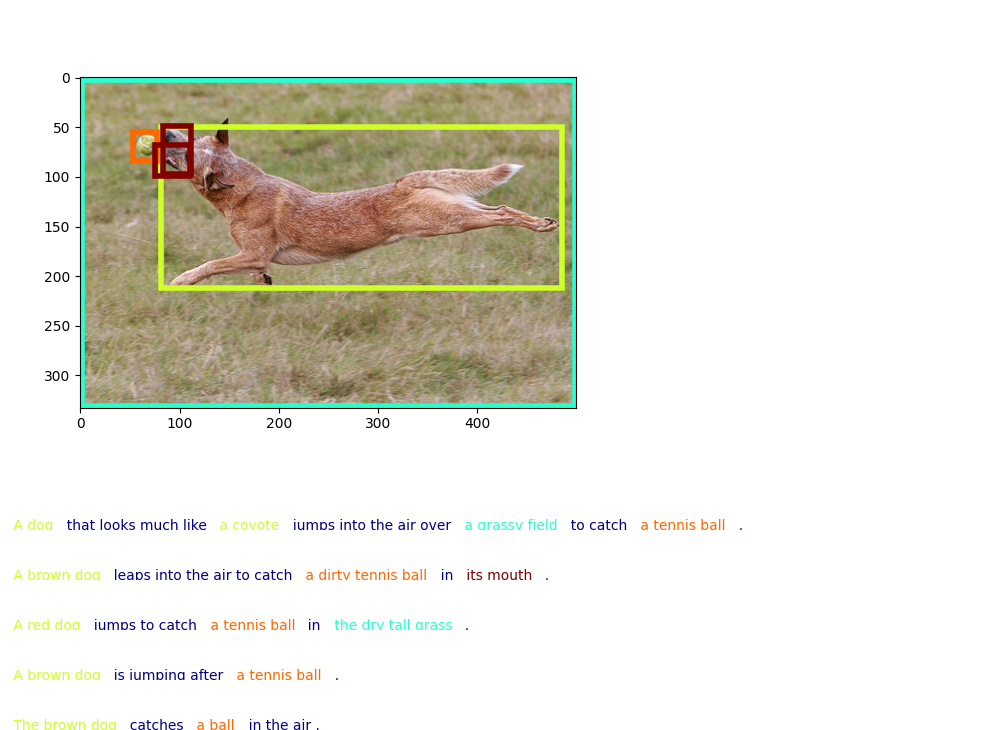 0
50
100
150
200
250
300
0 100 200 300 400
A dog that looks much like a coyote jumps into the air over a grassy field to catch a tennis ball .
A brown dog leaps into the air to catch a dirty tennis ball in its mouth .
A red dog jumps to catch a tennis ball in the dry tall grass .
A brown dog is jumping after a tennis ball .
The brown dog catches a ball in the air .